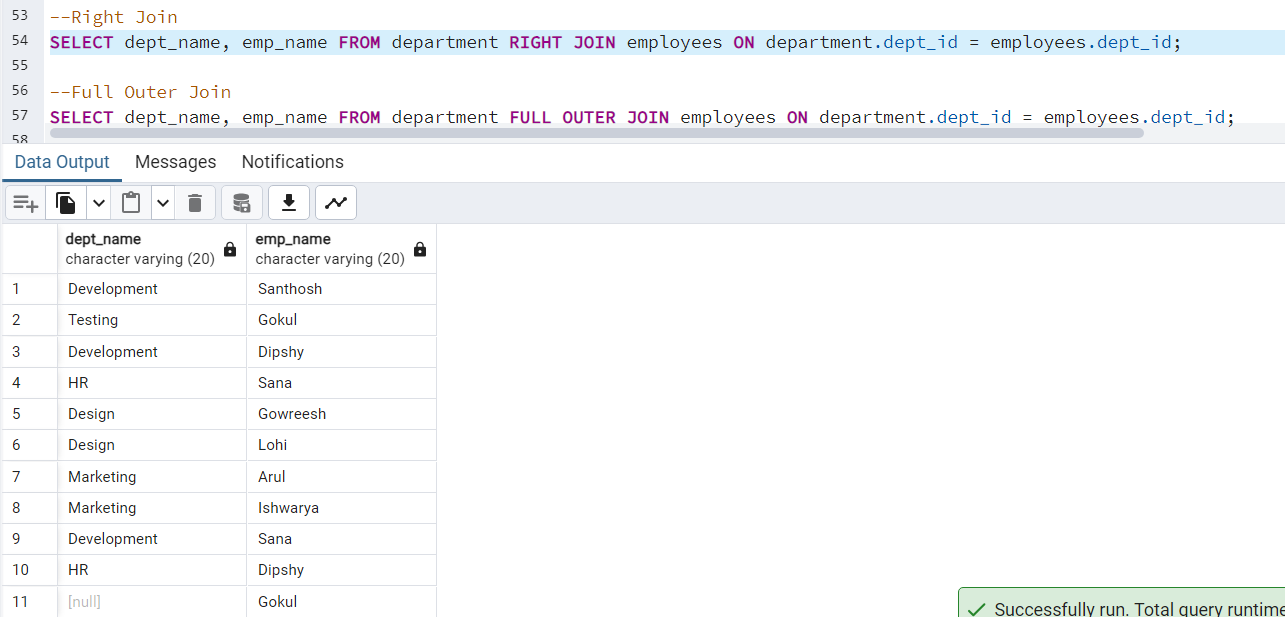 53 --Right Join
54 SELECT dept_name, emp_name FROM department RIGHT JOIN employees ON department.dept_id = employees.dept_id;
55
56 --Full Outer Join
57 SELECT dept_name, emp_name FROM department FULL OUTER JOIN employees ON department.dept_id = employees.dept_id;
58
Data Output Messages Notifications
dept_name emp_name
character varying (20) character varying (20)
1 Development Santhosh
2 Testing Gokul
3 Development Dipshy
4 HR Sana
5 Design Gowreesh
6 Design Lohi
7 Marketing Arul
8 Marketing Ishwarya
9 Development Sana
10 HR Dipshy
11 [null] Gokul
Successfully run. Total query runtime